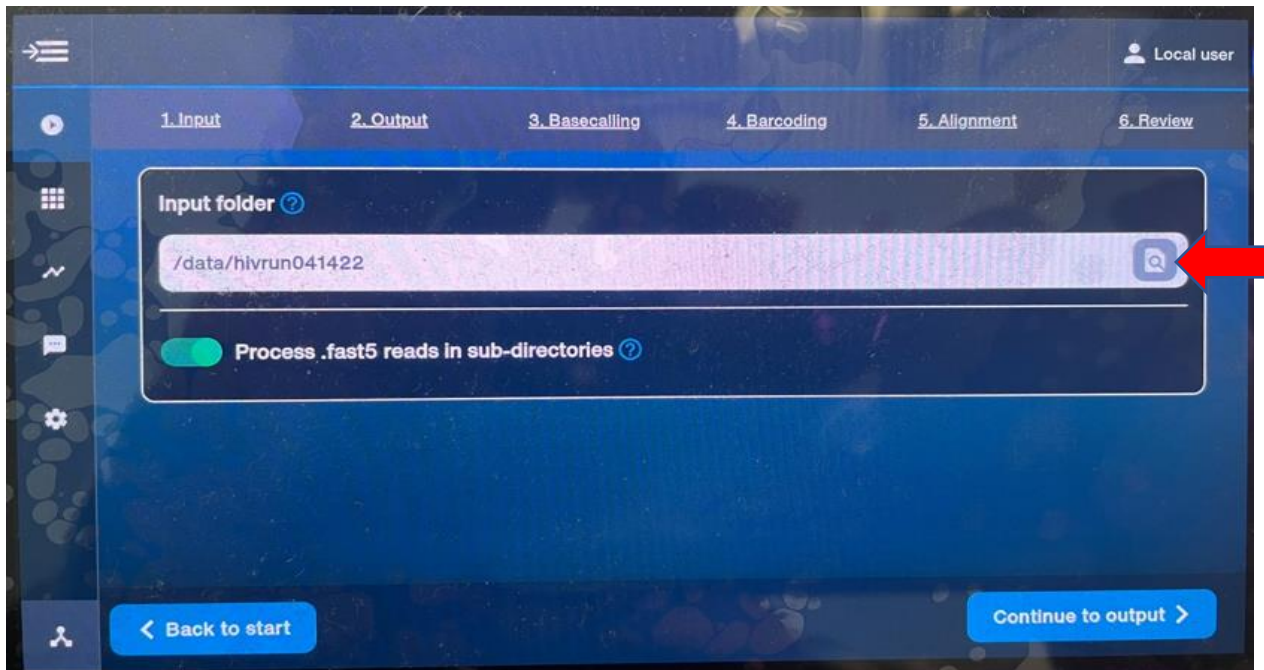 Local user
1. Input 2. Output 3. Basecalling 4. Barcoding 5. Alignment 6. Review
Input folder ?
/data/hivrun041422
Process .fast5 reads in sub-directories ?
Back to start
Continue to output